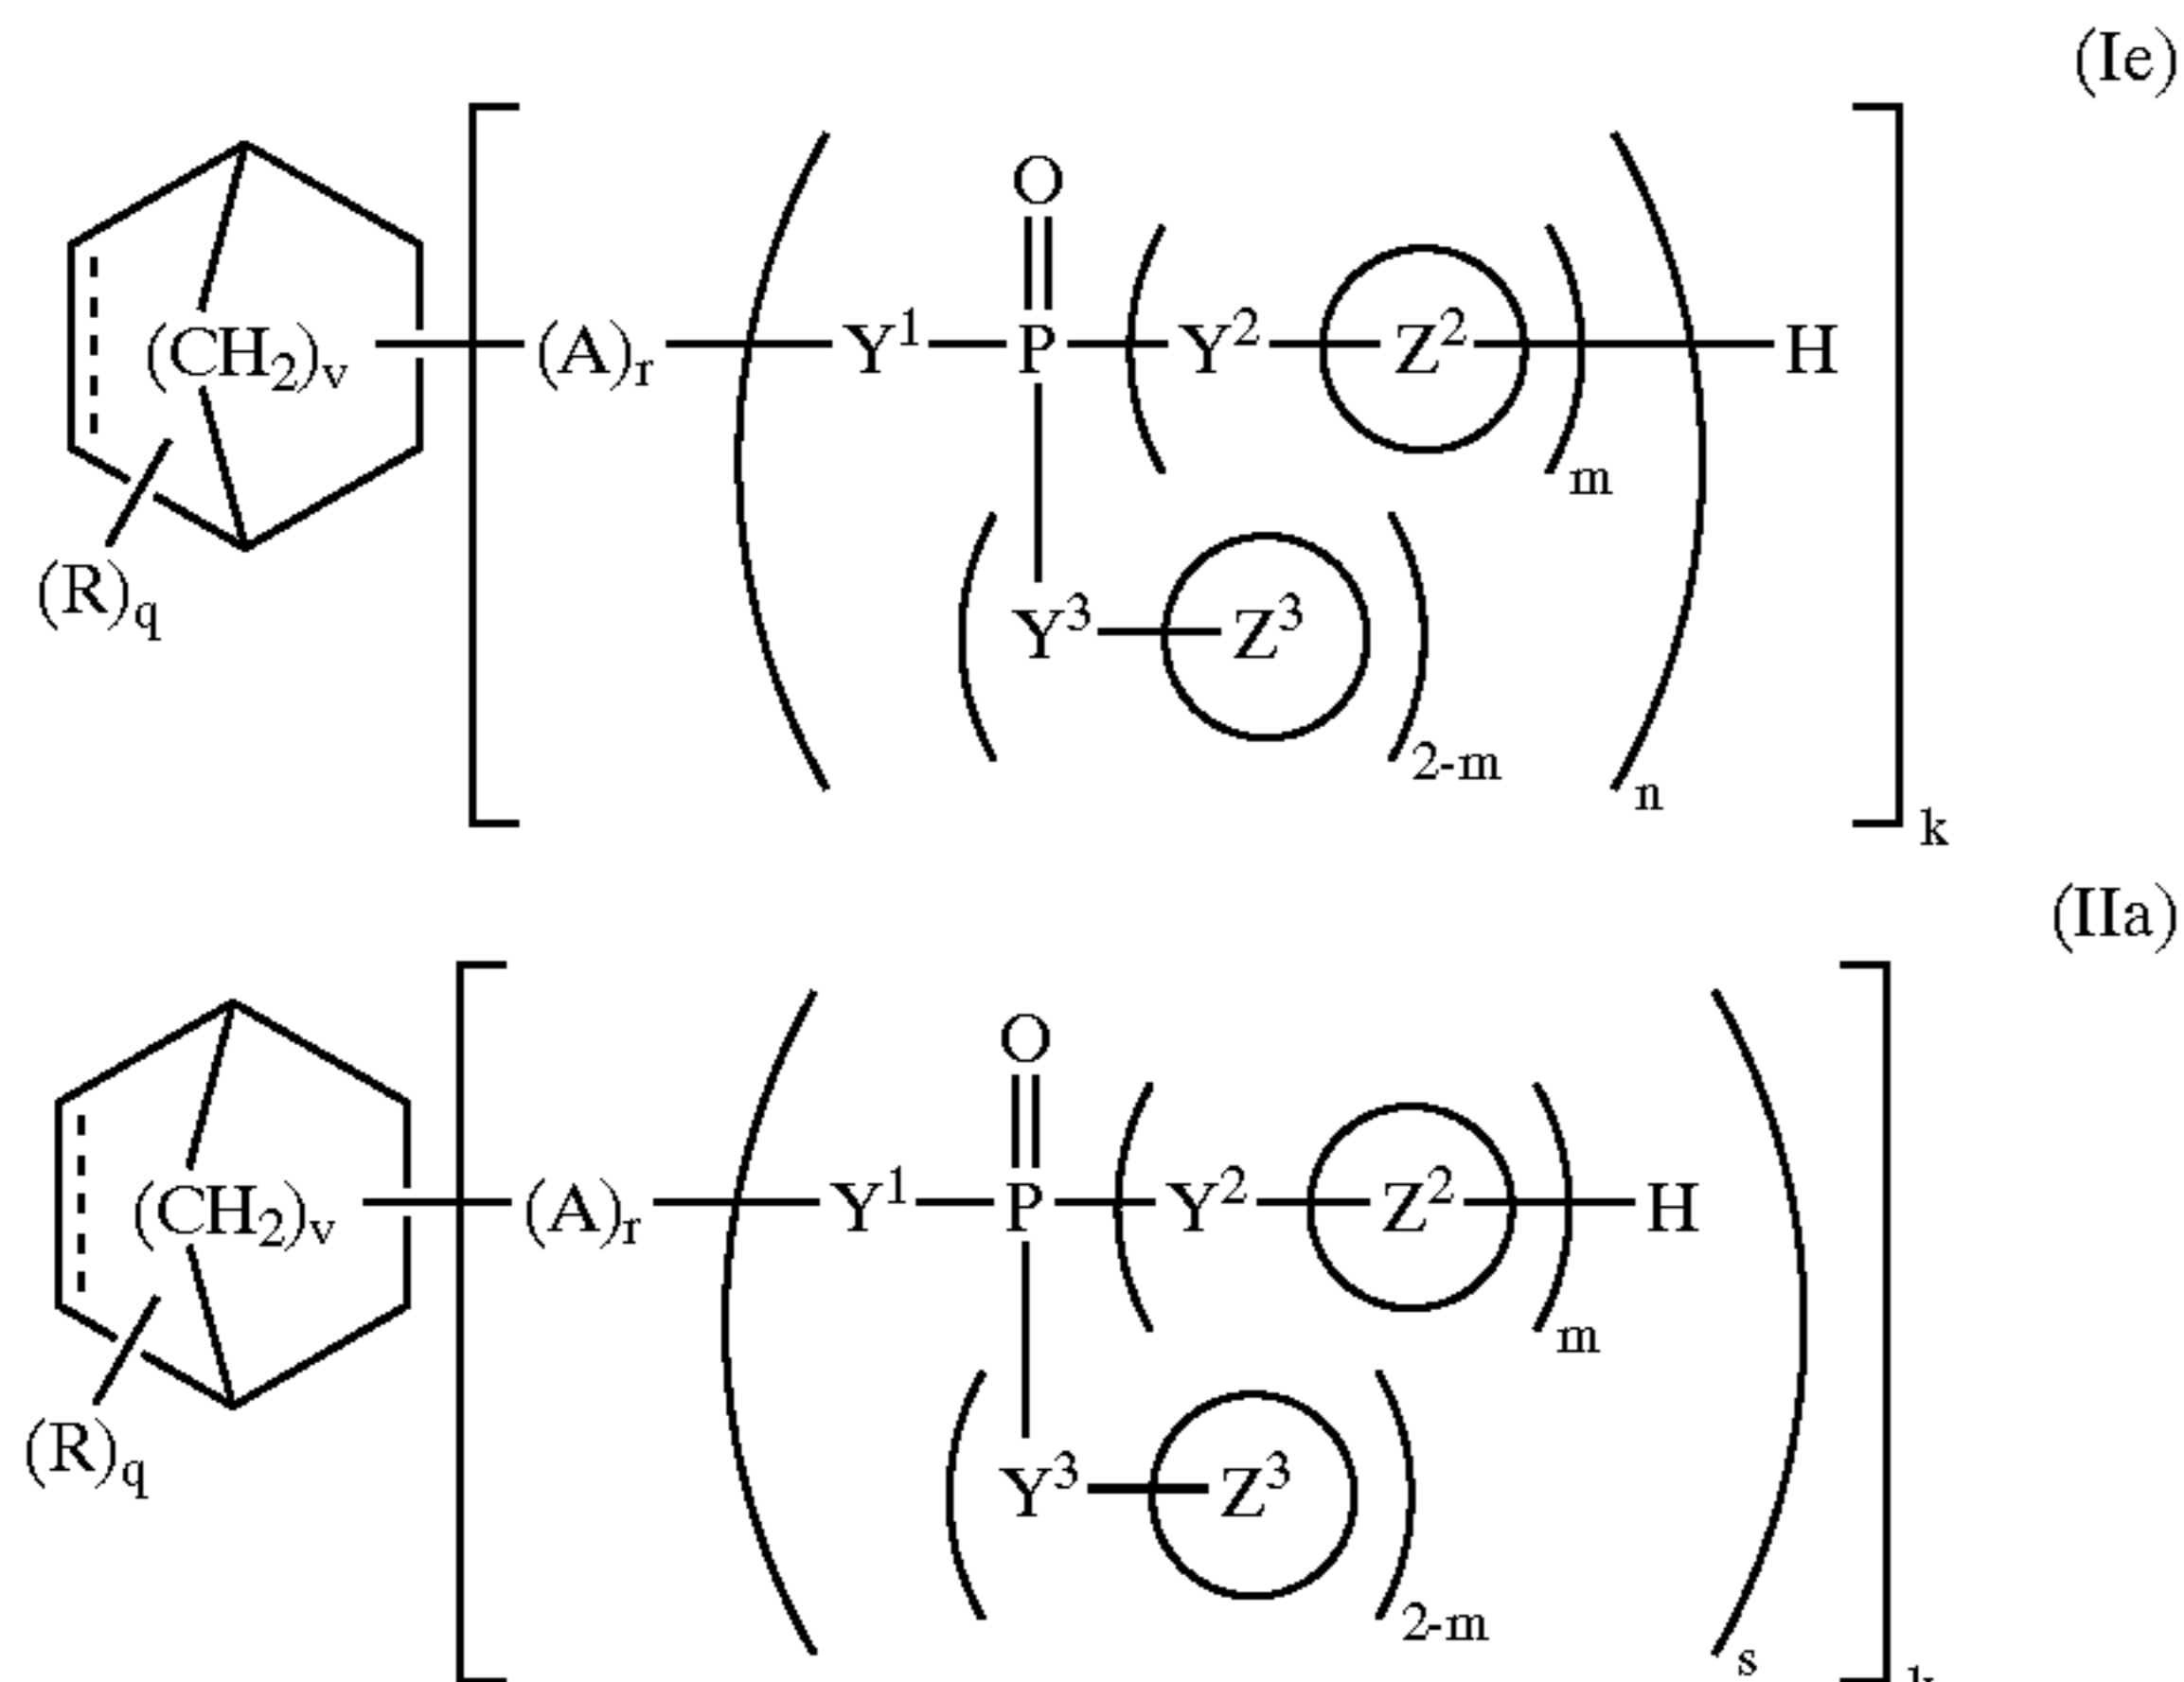 (Ie)
O
(CH2)v (A)r Y1 P Y2 Z2 H
m
(R)q Y3 Z3
2-m
n
k
(IIa)
O
(CH2)v (A)r Y1 P Y2 Z2 H
m
(R)q Y3 Z3
2-m
s